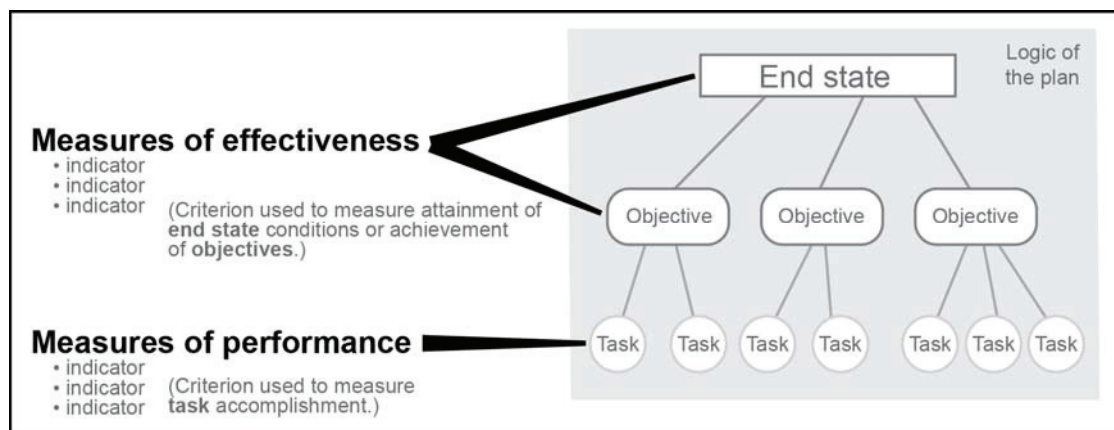 Logic of
the plan
End state
Measures of effectiveness
• indicator
• indicator
• indicator
(Criterion used to measure attainment of
end state conditions or achievement
of objectives.)
Objective
Objective
Objective
Measures of performance
• indicator
• indicator
• indicator
(Criterion used to measure
task accomplishment.)
Task
Task
Task
Task
Task
Task
Task